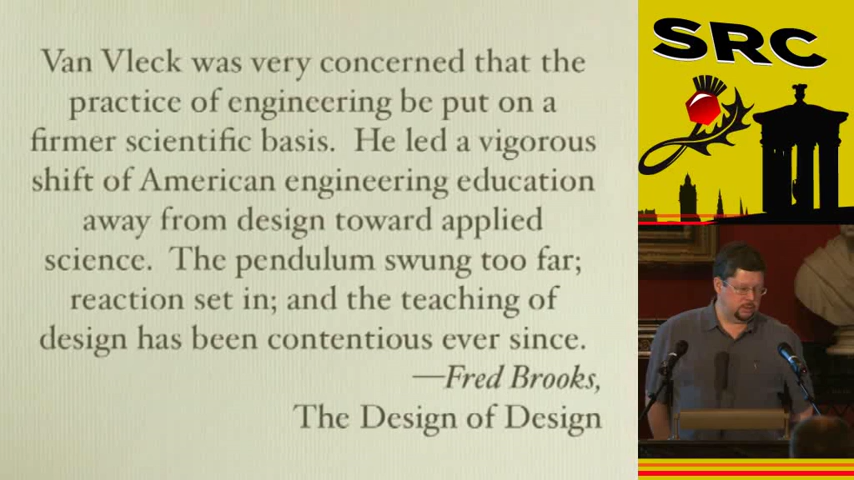 Van Vleck was very concerned that the
practice of engineering be put on a
firmer scientific basis. He led a vigorous
shift of American engineering education
away from design toward applied
science. The pendulum swung too far;
reaction set in; and the teaching of
design has been contentious ever since.
—Fred Brooks,
The Design of Design
SRC